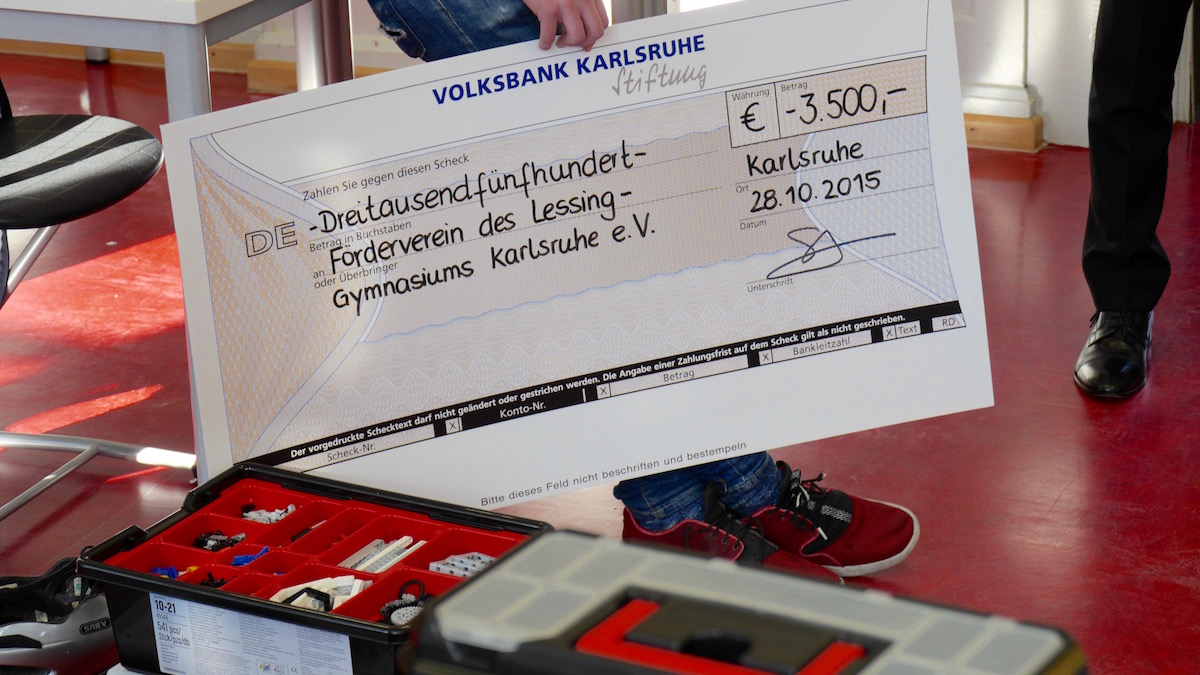 VOLKSBANK KARLSRUHE
Stiftung
Währung
Betrag
€
-3.500,-
Zahlen Sie gegen diesen Scheck
-Dreitausendfünfhundert-
Betrag in Buchstaben
Karlsruhe
Ort
DE
an Förderverein des Lessing-
oder Überbringer
28.10.2015
Datum
Gymnasiums Karlsruhe e.V.
Unterschrift
Der vorgedruckte Schecktext darf nicht geändert oder gestrichen werden. Die Angabe einer Zahlungsfrist auf dem Scheck gilt als nicht geschrieben.
Scheck-Nr. X Konto-Nr. X Betrag X Bankleitzahl X Text RD
Bitte dieses Feld nicht beschriften und bestempeln
10-21
541 pcs/
ABUS